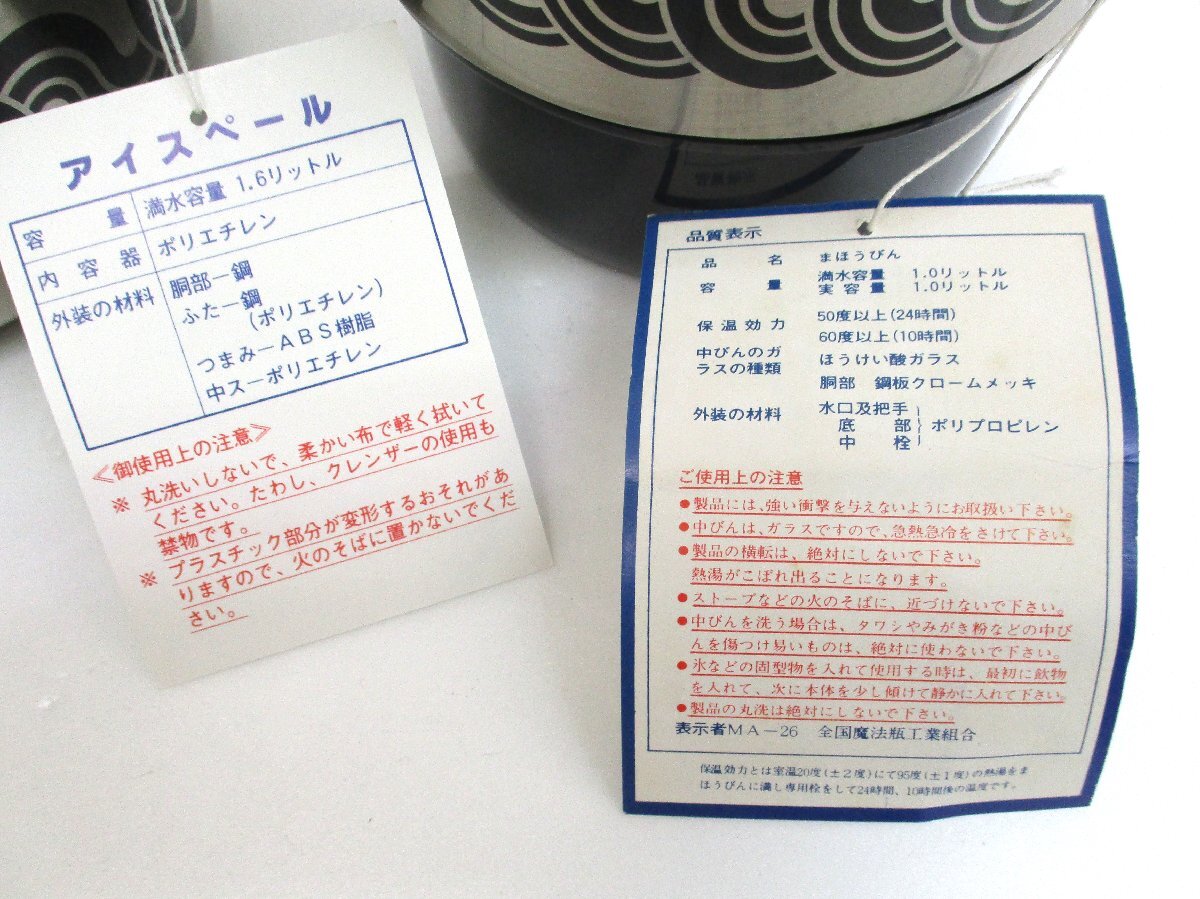 アイスペール
容量 満水容量 1.6リットル
内容器 ポリエチレン
外装の材料 胴部ー鋼
ふたー鋼
(ポリエチレン)
つまみーABS樹脂
中スーポリエチレン
≪御使用上の注意≫
※ 丸洗いしないで、柔かい布で軽く拭いて
ください。たわし、クレンザーの使用も
禁物です。
※ プラスチック部分が変形するおそれがあ
りますので、火のそばに置かないでくだ
さい。
品質表示
品名 まほうびん
容量 満水容量 1.0リットル
実容量 1.0リットル
保温効力 50度以上(24時間)
60度以上(10時間)
中びんのガ
ラスの種類 ほうけい酸ガラス
外装の材料 胴部 鋼板クロームメッキ
水口及把手
底部 ポリプロピレン
中栓
ご使用上の注意
●製品には、強い衝撃を与えないようにお取扱い下さい。
●中びんは、ガラスですので、急熱急冷をさけて下さい。
●製品の横転は、絶対にしないで下さい。
熱湯がこぼれ出ることになります。
●ストーブなどの火のそばに、近づけないで下さい。
●中びんを洗う場合は、タワシやみがき粉などの中び
んを傷つけ易いものは、絶対に使わないで下さい。
●氷などの固型物を入れて使用する時は、最初に飲物
を入れて、次に本体を少し傾けて静かに入れて下さい。
●製品の丸洗は絶対にしないで下さい。
表示者MA-26 全国魔法瓶工業組合
保温効力とは室温20度(±2度)にて95度(±1度)の熱湯をま
ほうびんに満し専用栓をして24時間、10時間後の温度です。